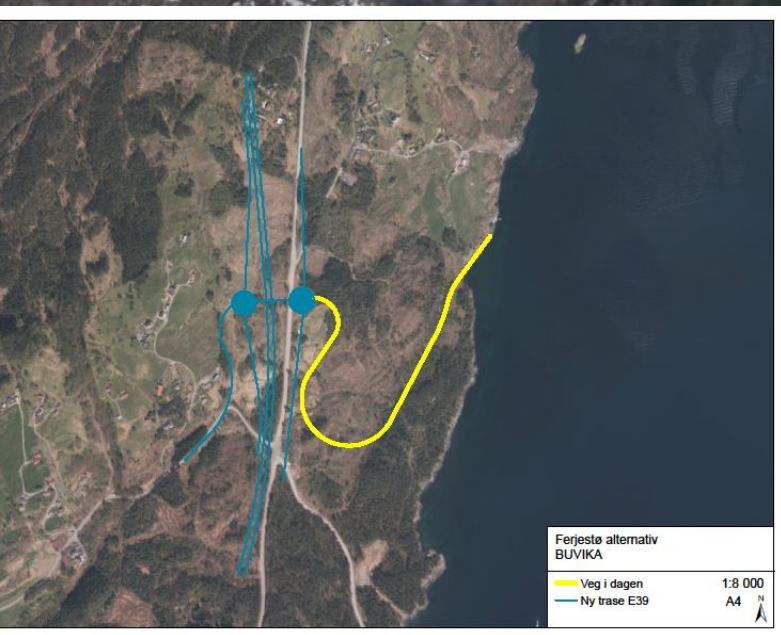 Ferjestø alternativ
BUVIKA
Veg i dagen 1:8 000
Ny trase E39 A4 N